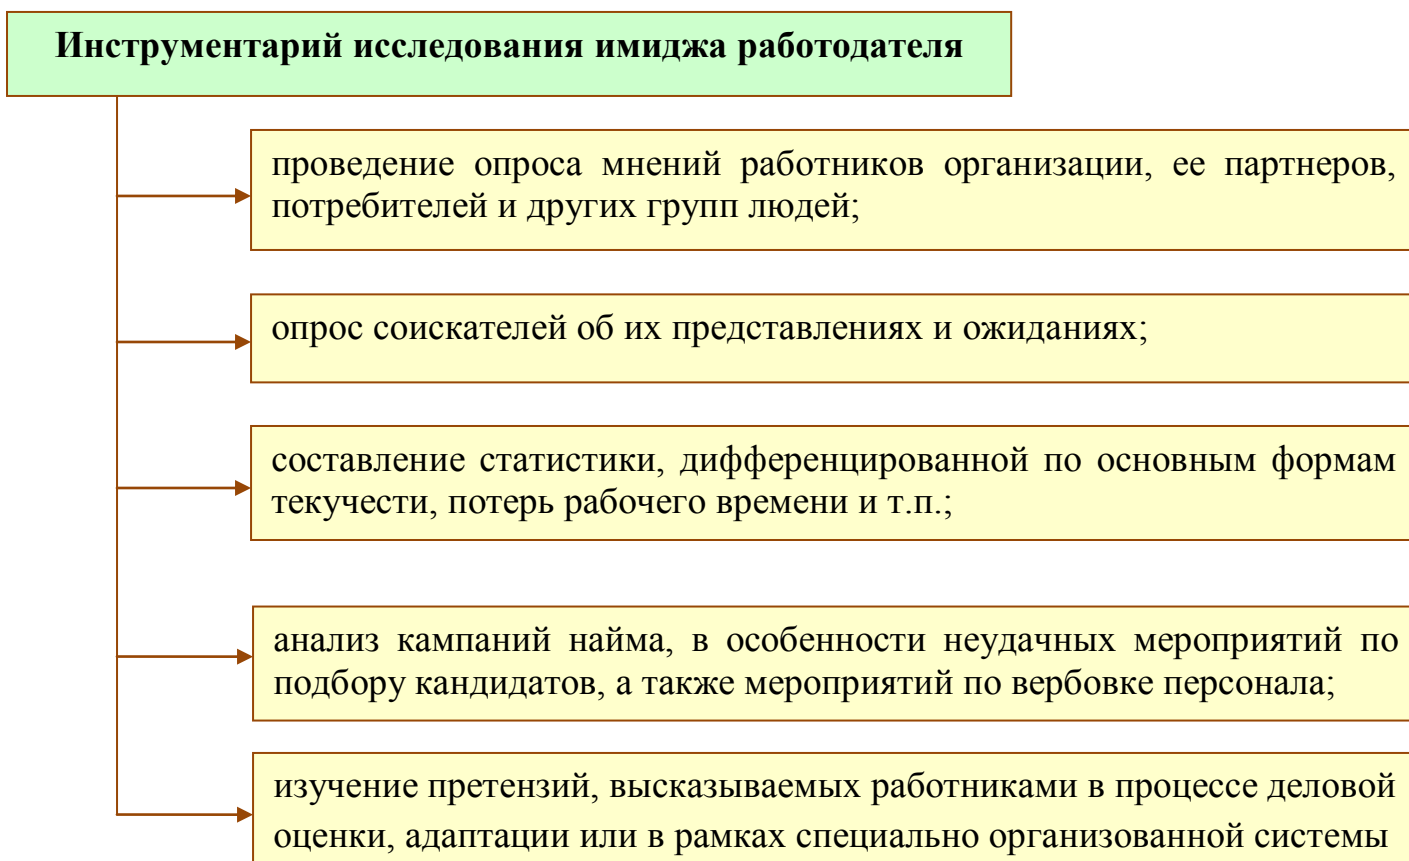 Инструментарий исследования имиджа работодателя
проведение опроса мнений работников организации, ее партнеров,
потребителей и других групп людей;
опрос соискателей об их представлениях и ожиданиях;
составление статистики, дифференцированной по основным формам
текучести, потерь рабочего времени и т.п.;
анализ кампаний найма, в особенности неудачных мероприятий по
подбору кандидатов, а также мероприятий по вербовке персонала;
изучение претензий, высказываемых работниками в процессе деловой
оценки, адаптации или в рамках специально организованной системы